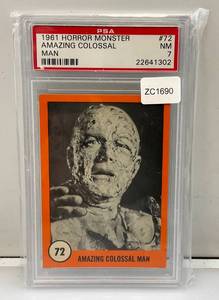 PSA
1961 HORROR MONSTER #72
AMAZING COLOSSAL NM
MAN 7
22641302
ZC1690
72
AMAZING COLOSSAL MAN